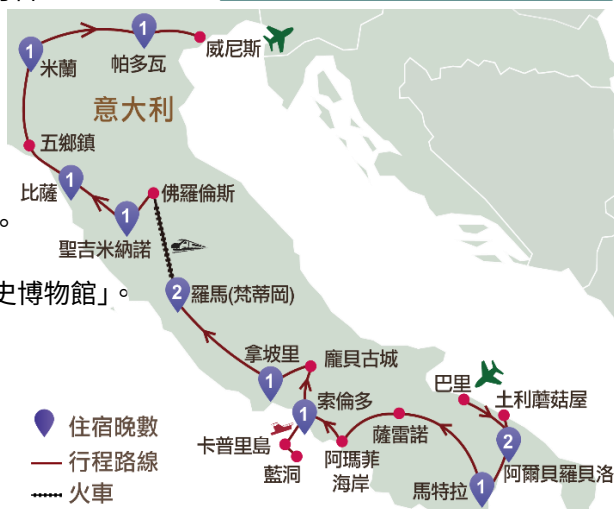 1
米蘭
1
帕多瓦
威尼斯
意大利
五鄉鎮
1
比薩
佛羅倫斯
1
聖吉米納諾
。
史博物館」。
2
羅馬(梵蒂岡)
拿坡里
1
龐貝古城
巴里
土利蘑菇屋
索倫多
1
卡普里島
藍洞
阿瑪菲
海岸
薩雷諾
2
阿爾貝羅貝洛
馬特拉
1
住宿晚數
行程路線
火車